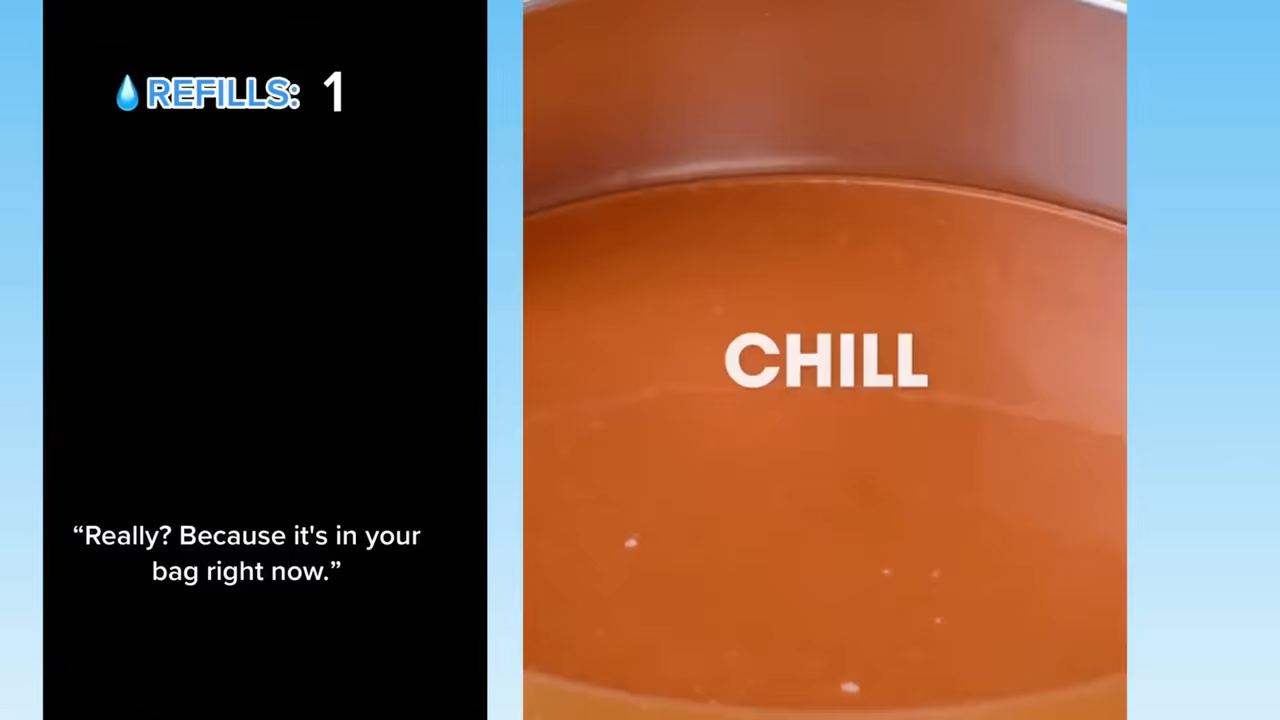 💧REFILLS: 1
“Really? Because it's in your
bag right now.”
CHILL